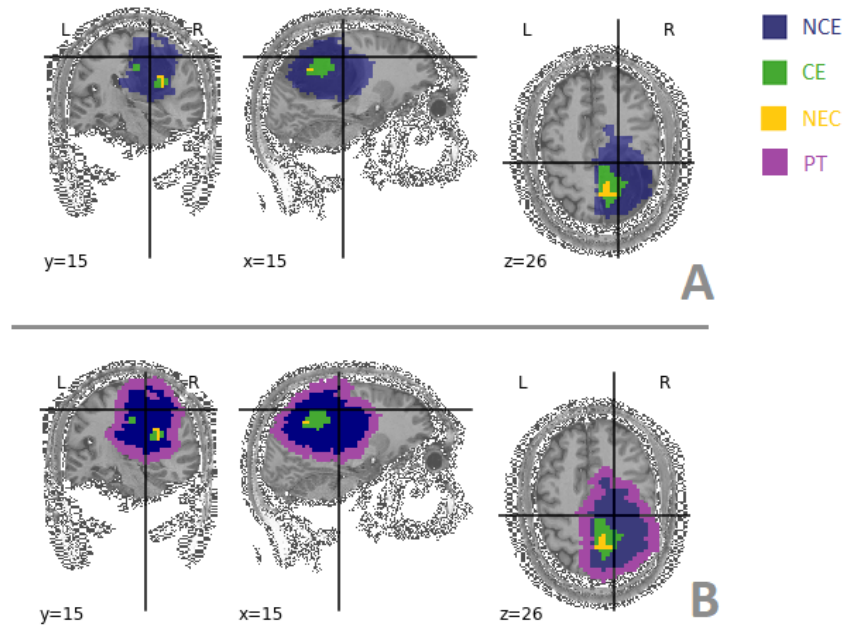 L R L R
NCE
CE
NEC
PT
y=15 x=15 z=26
A
L R L R
y=15 x=15 z=26
B